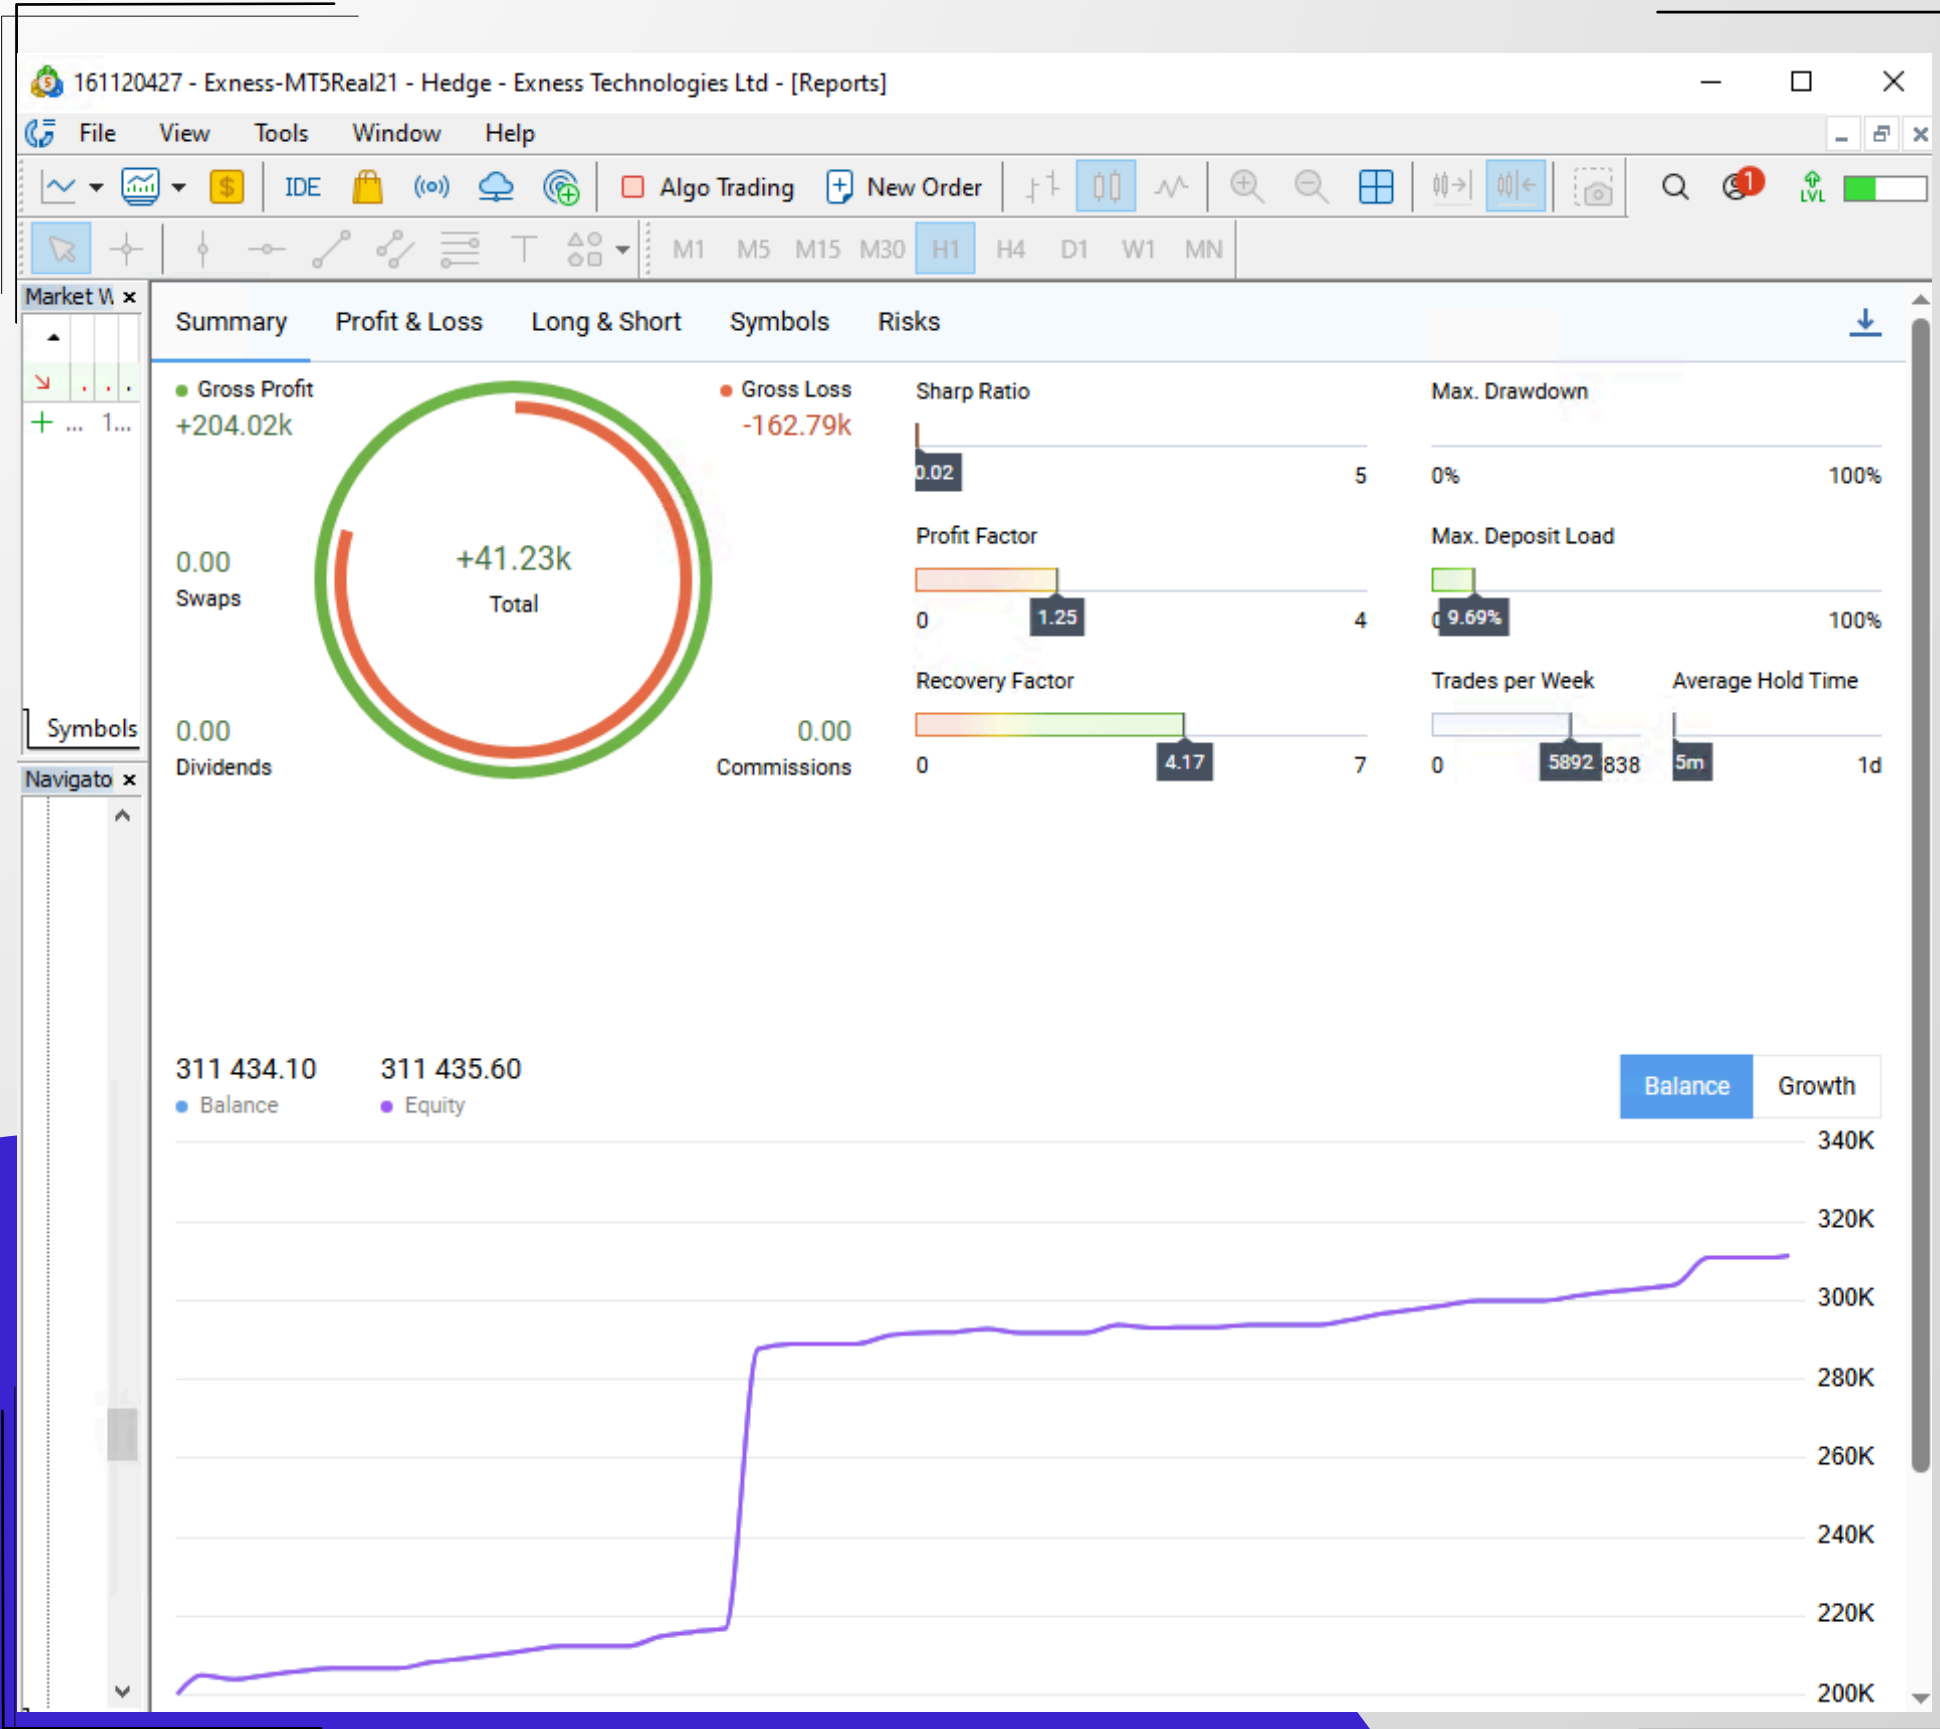 161120427 - Exness-MT5Real21 - Hedge - Exness Technologies Ltd - [Reports]
File View Tools Window Help
IDE Algo Trading New Order 1 LVL
M1 M5 M15 M30 H1 H4 D1 W1 MN
Market W
... 1...
Symbols
Navigato
Summary Profit & Loss Long & Short Symbols Risks
Gross Profit
+204.02k
Gross Loss
-162.79k
0.00
Swaps
+41.23k
Total
0.00
Dividends
0.00
Commissions
Sharp Ratio
0.02 5
Profit Factor
0 1.25 4
Recovery Factor
0 4.17 7
Max. Drawdown
0% 100%
Max. Deposit Load
9.69% 100%
Trades per Week
0 5892 838
Average Hold Time
5m 1d
311 434.10 311 435.60
Balance Equity
Balance Growth
340K
320K
300K
280K
260K
240K
220K
200K